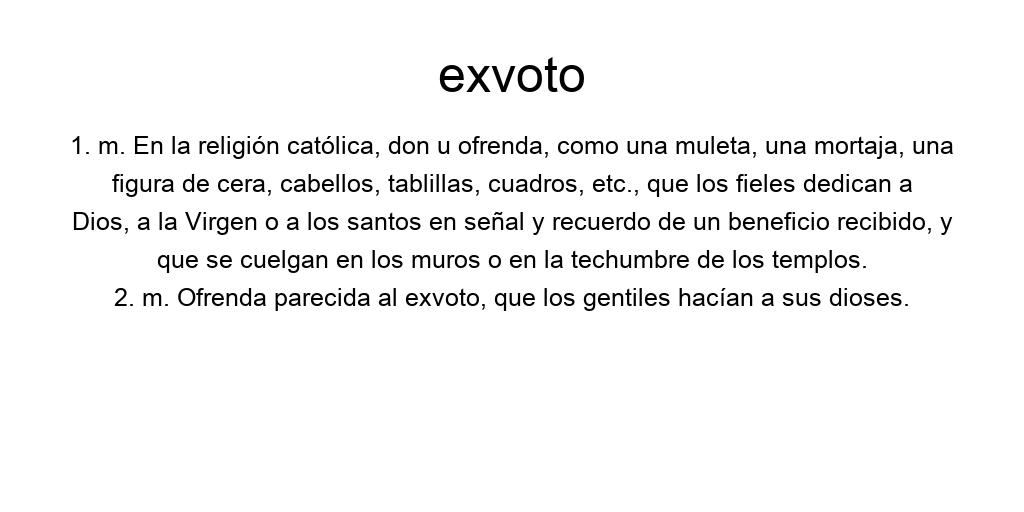 exvoto
1. m. En la religión católica, don u ofrenda, como una muleta, una mortaja, una
figura de cera, cabellos, tablillas, cuadros, etc., que los fieles dedican a
Dios, a la Virgen o a los santos en señal y recuerdo de un beneficio recibido, y
que se cuelgan en los muros o en la techumbre de los templos.
2. m. Ofrenda parecida al exvoto, que los gentiles hacían a sus dioses.